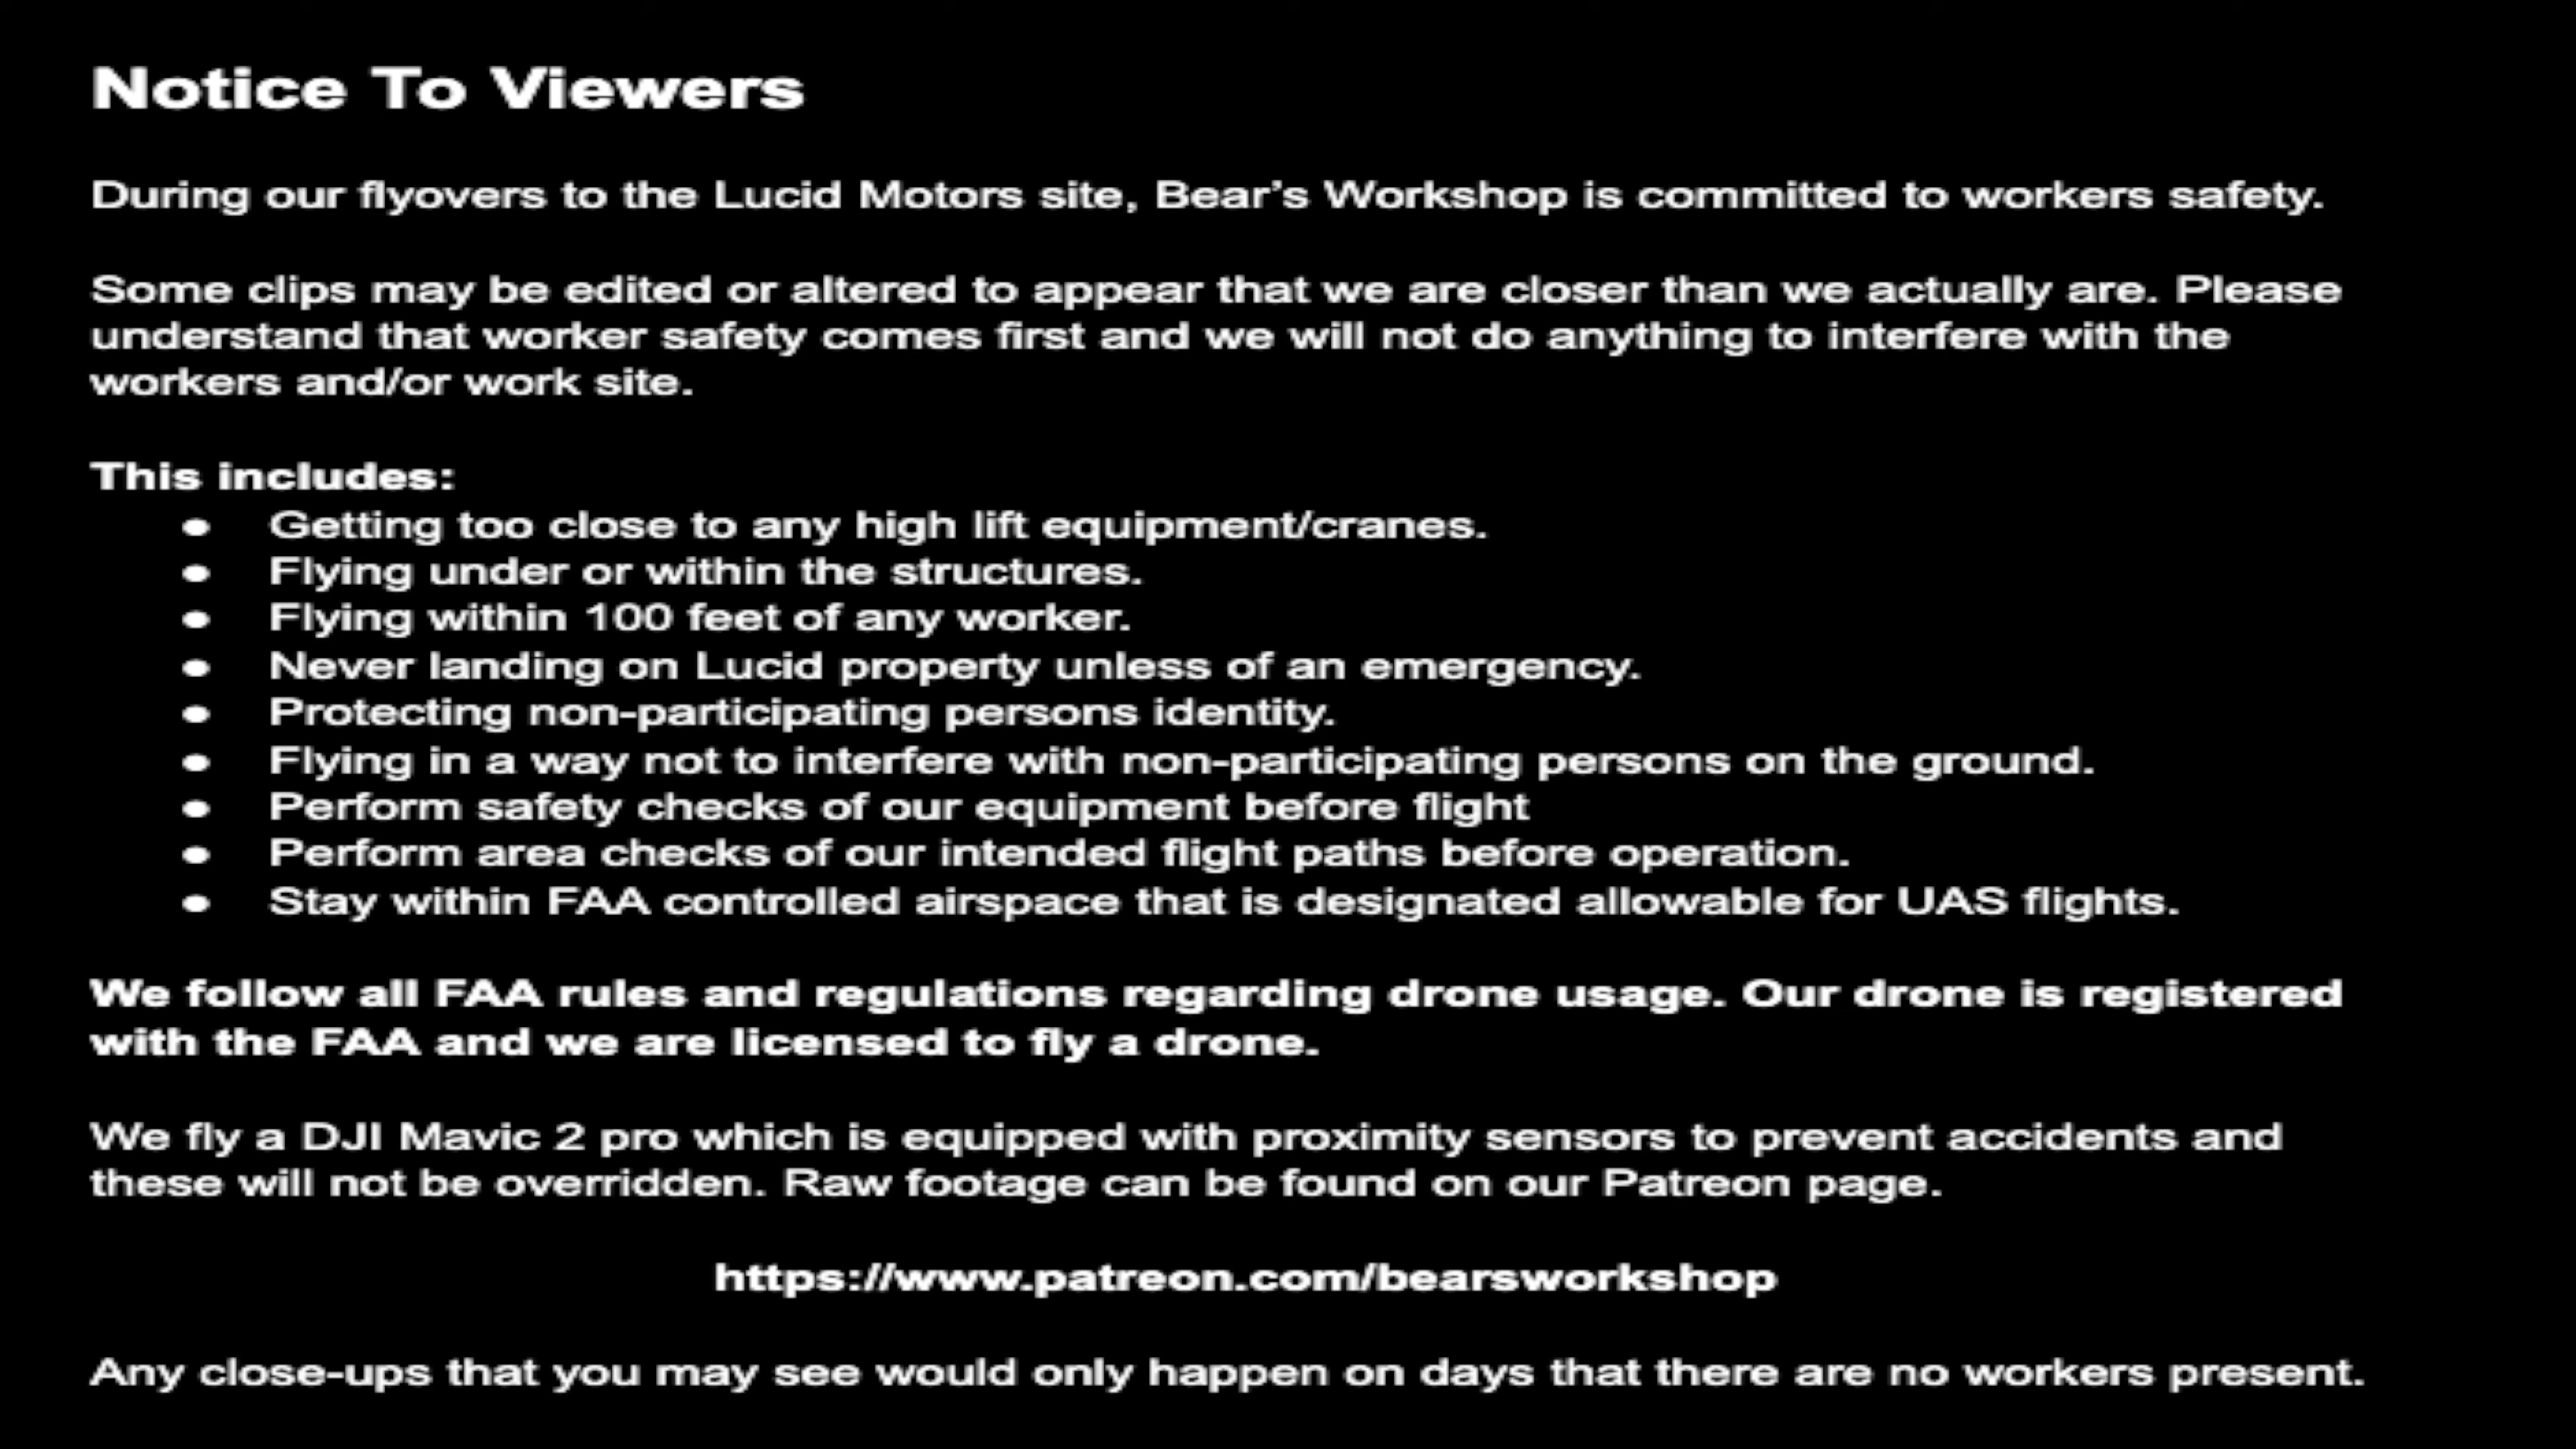 Notice To Viewers
During our flyovers to the Lucid Motors site, Bear’s Workshop is committed to workers safety.
Some clips may be edited or altered to appear that we are closer than we actually are. Please
understand that worker safety comes first and we will not do anything to interfere with the
workers and/or work site.
This includes:
● Getting too close to any high lift equipment/cranes.
● Flying under or within the structures.
● Flying within 100 feet of any worker.
● Never landing on Lucid property unless of an emergency.
● Protecting non-participating persons identity.
● Flying in a way not to interfere with non-participating persons on the ground.
● Perform safety checks of our equipment before flight
● Perform area checks of our intended flight paths before operation.
● Stay within FAA controlled airspace that is designated allowable for UAS flights.
We follow all FAA rules and regulations regarding drone usage. Our drone is registered
with the FAA and we are licensed to fly a drone.
We fly a DJI Mavic 2 pro which is equipped with proximity sensors to prevent accidents and
these will not be overridden. Raw footage can be found on our Patreon page.
https://www.patreon.com/bearsworkshop
Any close-ups that you may see would only happen on days that there are no workers present.